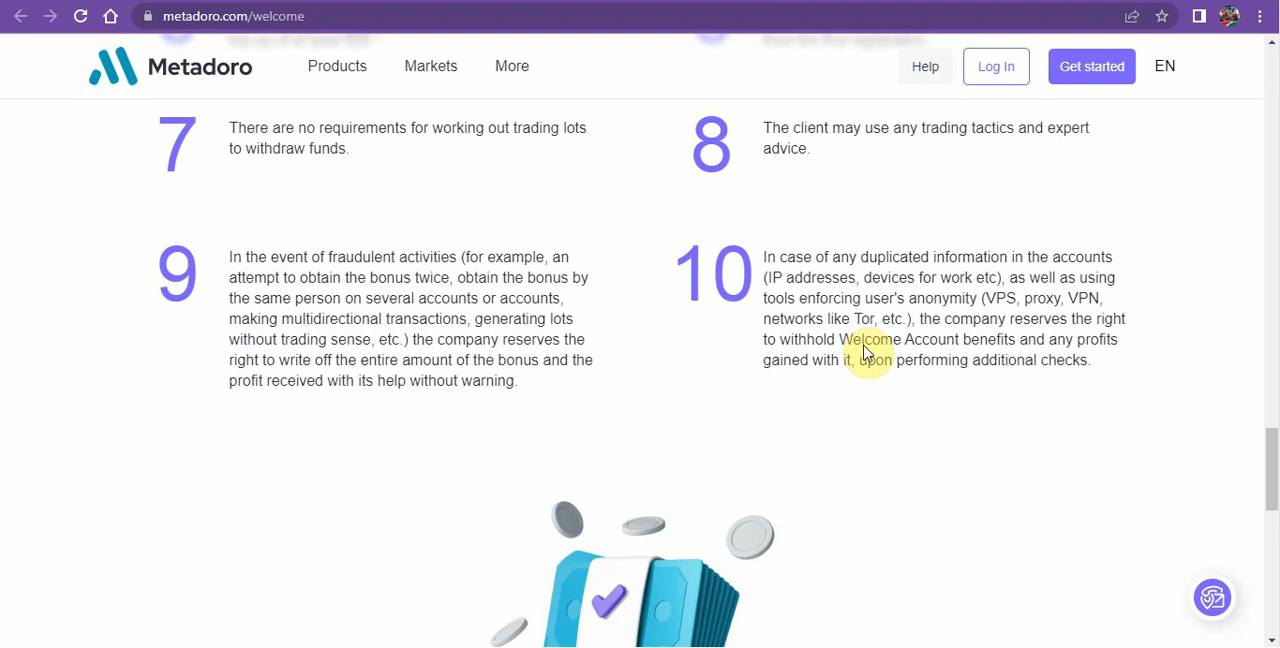 metadoro.com/welcome
Metadoro
Products
Markets
More
Help
Log In
Get started
EN
7
There are no requirements for working out trading lots
to withdraw funds.
8
The client may use any trading tactics and expert
advice.
9
In the event of fraudulent activities (for example, an
attempt to obtain the bonus twice, obtain the bonus by
the same person on several accounts or accounts,
making multidirectional transactions, generating lots
without trading sense, etc.) the company reserves the
right to write off the entire amount of the bonus and the
profit received with its help without warning.
10
In case of any duplicated information in the accounts
(IP addresses, devices for work etc), as well as using
tools enforcing user's anonymity (VPS, proxy, VPN,
networks like Tor, etc.), the company reserves the right
to withhold Welcome Account benefits and any profits
gained with it, upon performing additional checks.